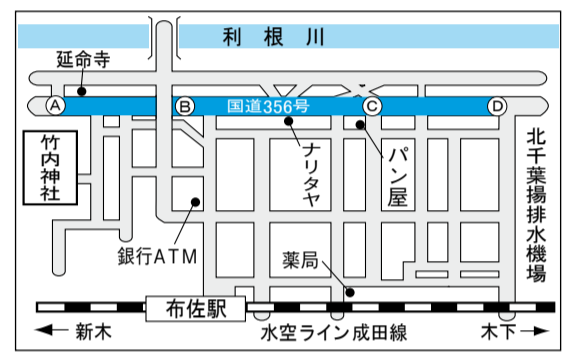 利根川
延命寺
A
B
国道356号
C
D
竹内神社
ナリタヤ
パン屋
北千葉揚排水機場
銀行ATM
薬局
布佐駅
新木
水空ライン成田線
木下